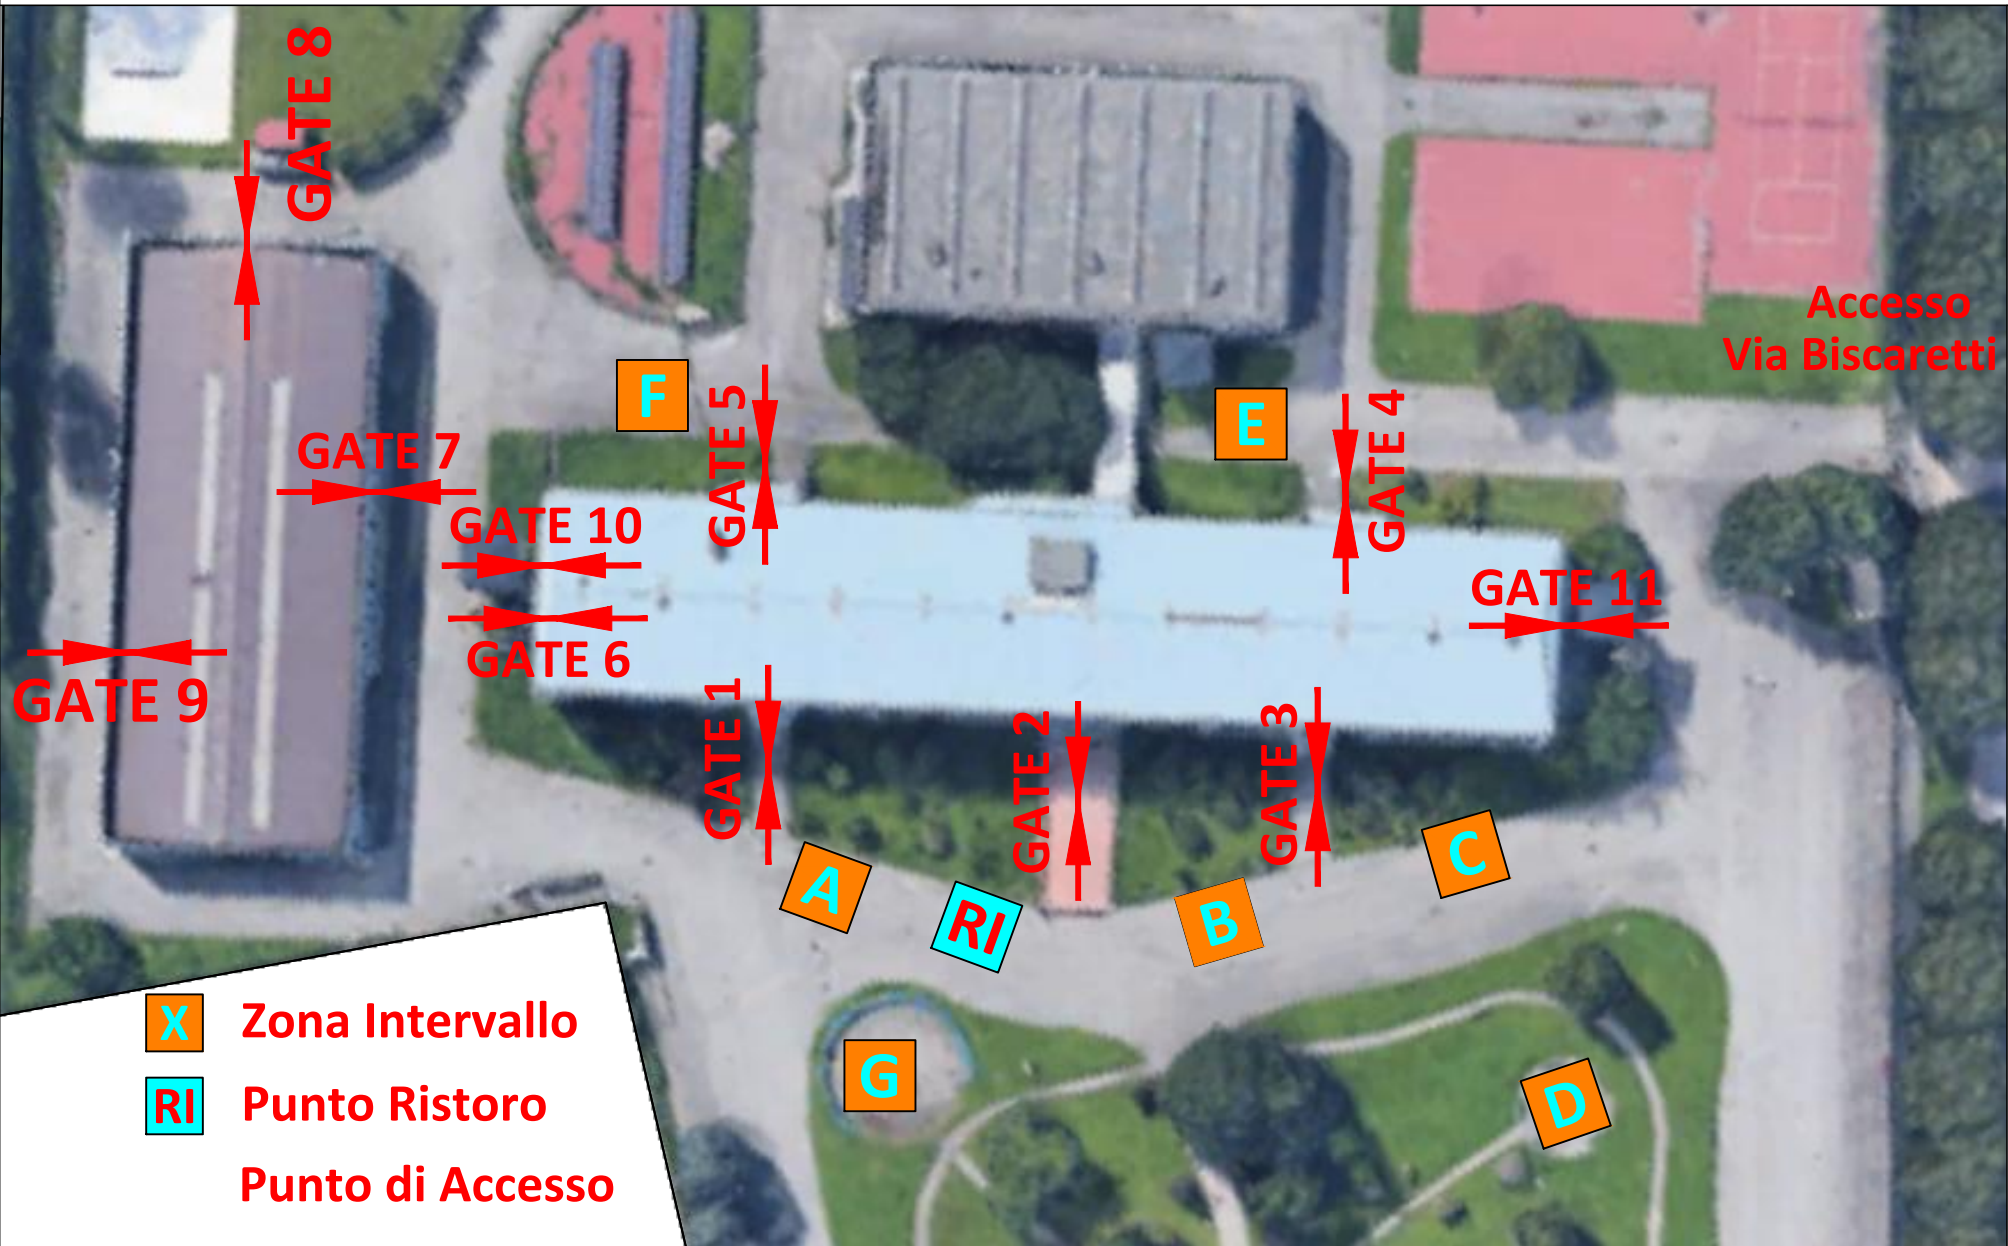 GATE 8
Accesso
Via Biscaretti
F
GATE 5
E
GATE 4
GATE 7
GATE 10
GATE 11
GATE 6
GATE 9
GATE 1
GATE 2
GATE 3
A
RI
B
C
G
D
X Zona Intervallo
RI Punto Ristoro
Punto di Accesso